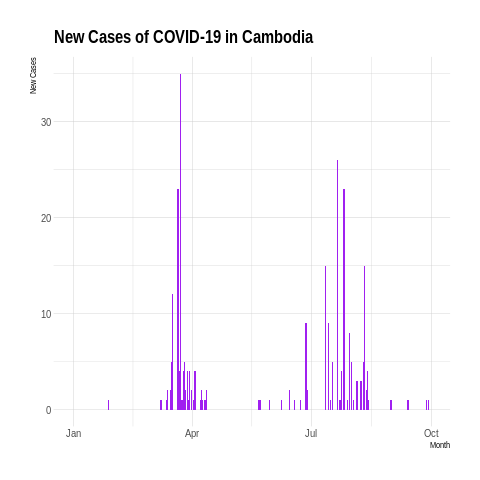 New Cases of COVID-19 in Cambodia
New Cases
30
20
10
0
Jan Apr Jul Oct
Month